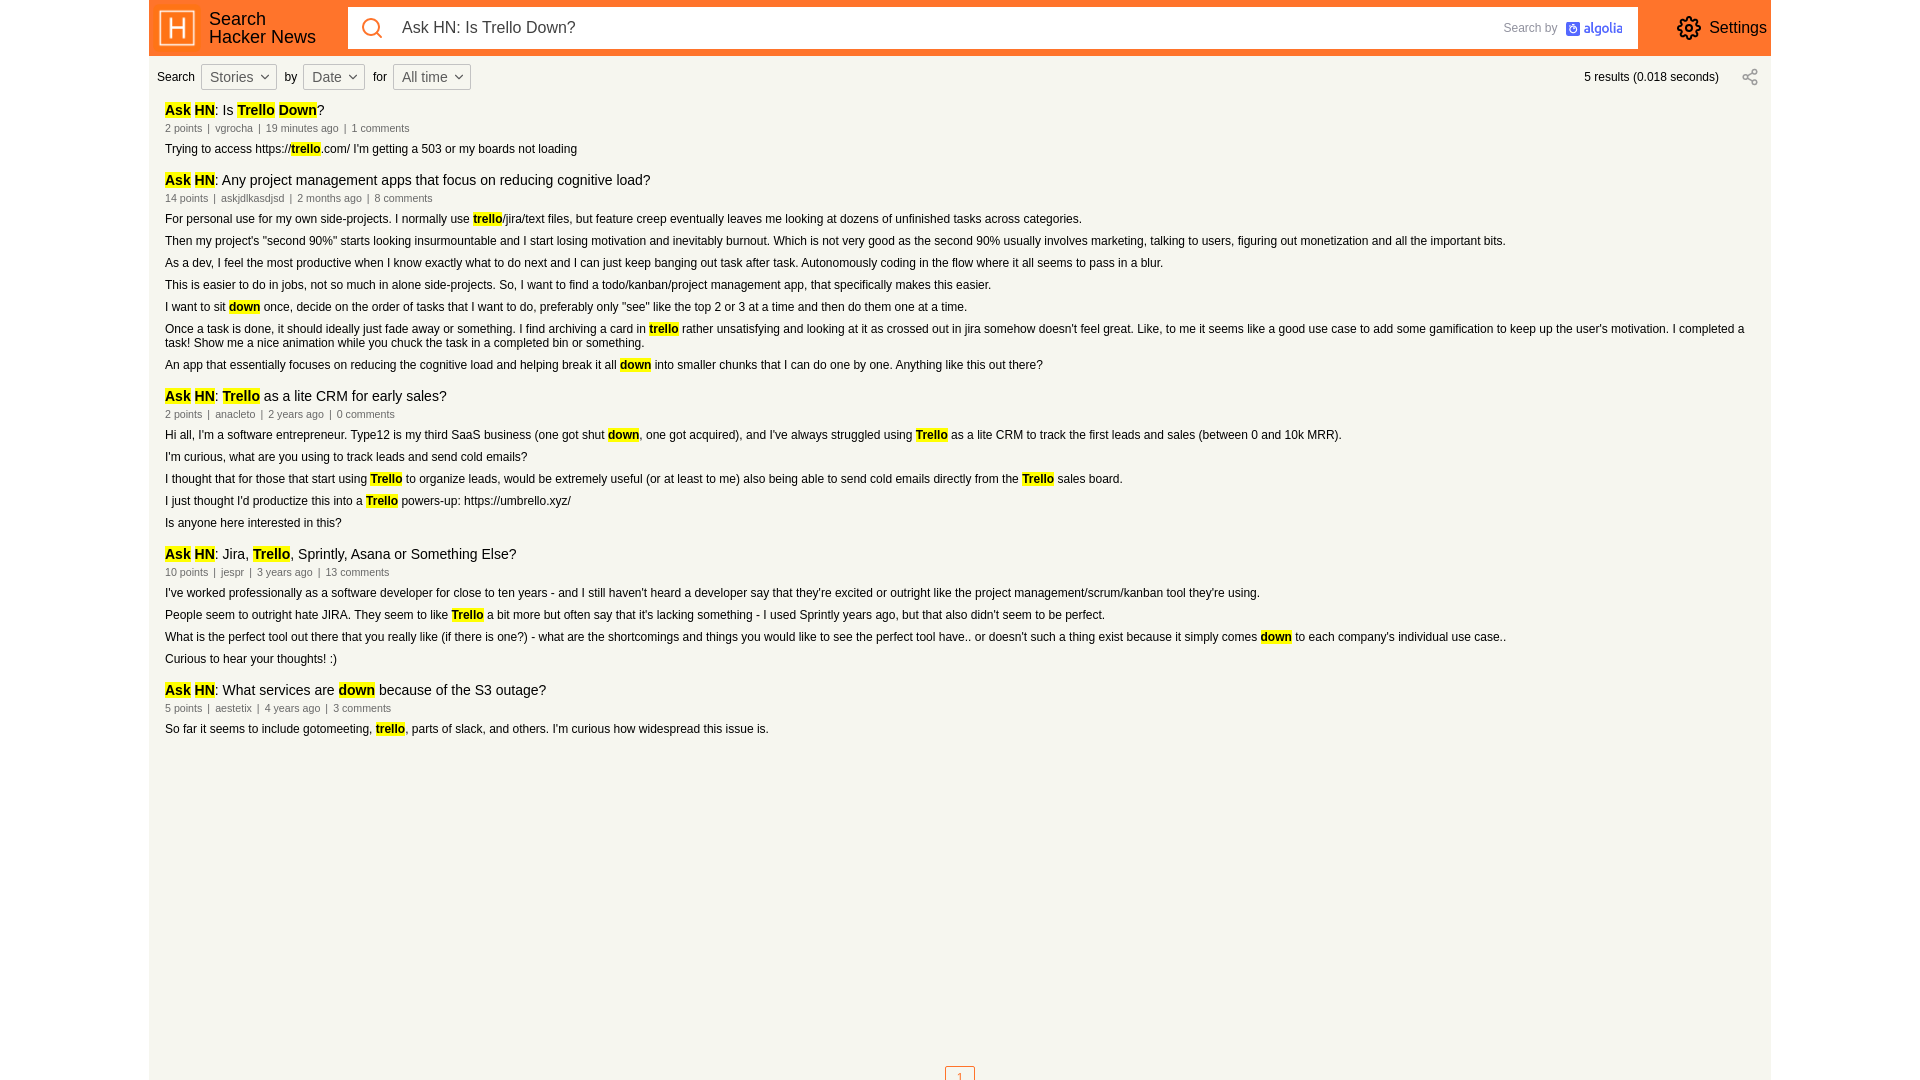 Search
Hacker News
Ask HN: Is Trello Down?
Search by algolia
Settings
Search Stories by Date for All time
5 results (0.018 seconds)
Ask HN: Is Trello Down?
2 points | vgrocha | 19 minutes ago | 1 comments
Trying to access https://trello.com/ I'm getting a 503 or my boards not loading
Ask HN: Any project management apps that focus on reducing cognitive load?
14 points | askjdlkasdjsd | 2 months ago | 8 comments
For personal use for my own side-projects. I normally use trello/jira/text files, but feature creep eventually leaves me looking at dozens of unfinished tasks across categories.
Then my project's "second 90%" starts looking insurmountable and I start losing motivation and inevitably burnout. Which is not very good as the second 90% usually involves marketing, talking to users, figuring out monetization and all the important bits.
As a dev, I feel the most productive when I know exactly what to do next and I can just keep banging out task after task. Autonomously coding in the flow where it all seems to pass in a blur.
This is easier to do in jobs, not so much in alone side-projects. So, I want to find a todo/kanban/project management app, that specifically makes this easier.
I want to sit down once, decide on the order of tasks that I want to do, preferably only "see" like the top 2 or 3 at a time and then do them one at a time.
Once a task is done, it should ideally just fade away or something. I find archiving a card in trello rather unsatisfying and looking at it as crossed out in jira somehow doesn't feel great. Like, to me it seems like a good use case to add some gamification to keep up the user's motivation. I completed a
task! Show me a nice animation while you chuck the task in a completed bin or something.
An app that essentially focuses on reducing the cognitive load and helping break it all down into smaller chunks that I can do one by one. Anything like this out there?
Ask HN: Trello as a lite CRM for early sales?
2 points | anacleto | 2 years ago | 0 comments
Hi all, I'm a software entrepreneur. Type12 is my third SaaS business (one got shut down, one got acquired), and I've always struggled using Trello as a lite CRM to track the first leads and sales (between 0 and 10k MRR).
I'm curious, what are you using to track leads and send cold emails?
I thought that for those that start using Trello to organize leads, would be extremely useful (or at least to me) also being able to send cold emails directly from the Trello sales board.
I just thought I'd productize this into a Trello powers-up: https://umbrello.xyz/
Is anyone here interested in this?
Ask HN: Jira, Trello, Sprintly, Asana or Something Else?
10 points | jespr | 3 years ago | 13 comments
I've worked professionally as a software developer for close to ten years - and I still haven't heard a developer say that they're excited or outright like the project management/scrum/kanban tool they're using.
People seem to outright hate JIRA. They seem to like Trello a bit more but often say that it's lacking something - I used Sprintly years ago, but that also didn't seem to be perfect.
What is the perfect tool out there that you really like (if there is one?) - what are the shortcomings and things you would like to see the perfect tool have.. or doesn't such a thing exist because it simply comes down to each company's individual use case..
Curious to hear your thoughts! :)
Ask HN: What services are down because of the S3 outage?
5 points | aestetix | 4 years ago | 3 comments
So far it seems to include gotomeeting, trello, parts of slack, and others. I'm curious how widespread this issue is.
1